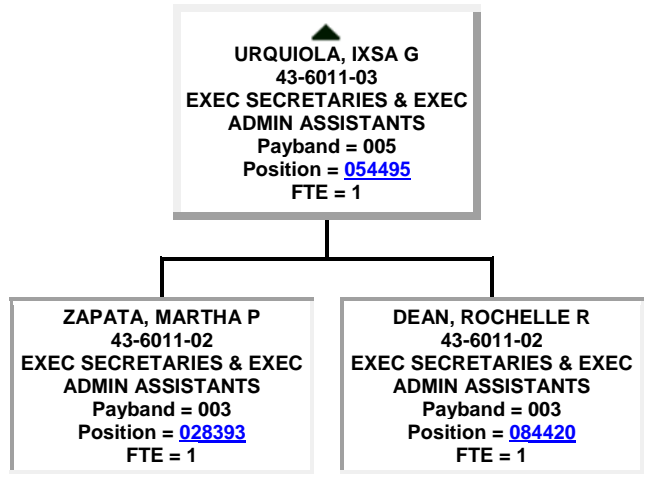 URQUIOLA, IXSA G
43-6011-03
EXEC SECRETARIES & EXEC
ADMIN ASSISTANTS
Payband = 005
Position = 054495
FTE = 1
ZAPATA, MARTHA P
43-6011-02
EXEC SECRETARIES & EXEC
ADMIN ASSISTANTS
Payband = 003
Position = 028393
FTE = 1
DEAN, ROCHELLE R
43-6011-02
EXEC SECRETARIES & EXEC
ADMIN ASSISTANTS
Payband = 003
Position = 084420
FTE = 1